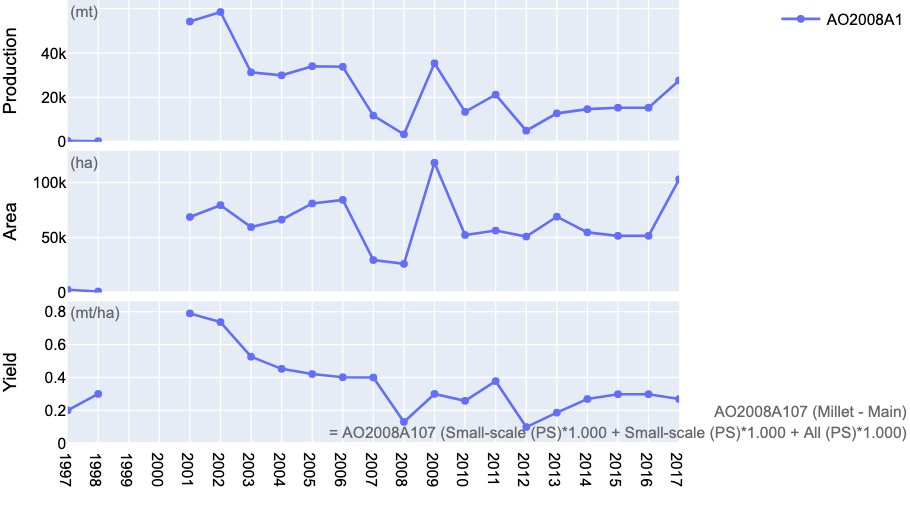 (mt)
AO2008A1
Production
40k
20k
0
(ha)
Area
100k
50k
0
(mt/ha)
Yield
0.8
0.6
0.4
0.2
0
AO2008A107 (Millet - Main)
= AO2008A107 (Small-scale (PS)*1.000 + Small-scale (PS)*1.000 + All (PS)*1.000)
1997
1998
1999
2000
2001
2002
2003
2004
2005
2006
2007
2008
2009
2010
2011
2012
2013
2014
2015
2016
2017